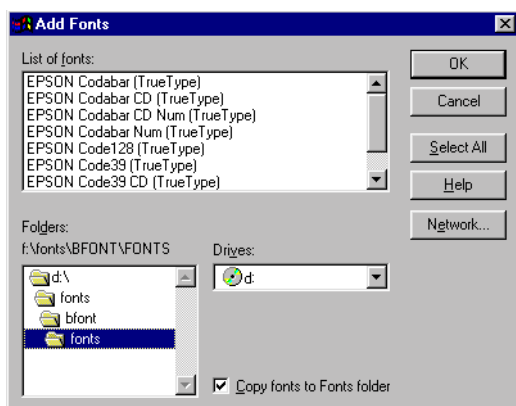 Add Fonts
List of fonts:
EPSON Codabar (TrueType)
EPSON Codabar CD (TrueType)
EPSON Codabar CD Num (TrueType)
EPSON Codabar Num (TrueType)
EPSON Code128 (TrueType)
EPSON Code39 (TrueType)
EPSON Code39 CD (TrueType)
OK
Cancel
Select All
Help
Network...
Folders:
f:\fonts\BFONT\FONTS
d:\
fonts
bfont
fonts
Drives:
d:
Copy fonts to Fonts folder